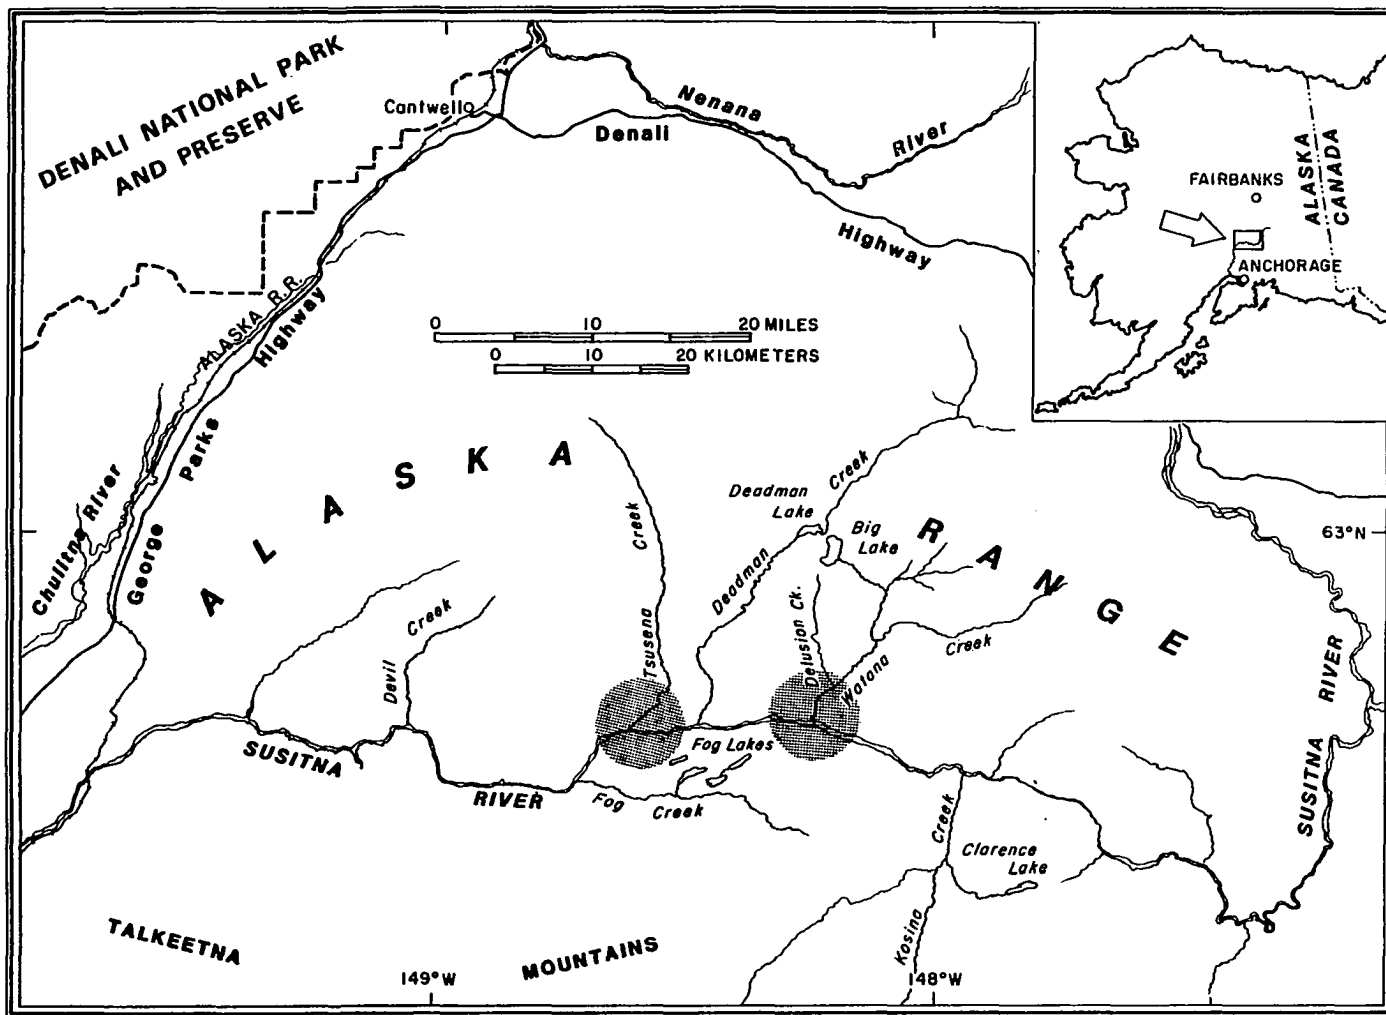 DENALI NATIONAL PARK
AND PRESERVE
Cantwell
Nenana
River
Denali
Highway
ALASKA R.R.
Highway
Parks
George
Chulitna River
0 10 20 MILES
0 10 20 KILOMETERS
FAIRBANKS
ANCHORAGE
ALASKA
CANADA
ALASKA
RANGE
63°N
Deadman
Lake
Creek
Big
Lake
Deadman
Creek
Tsusena
Delusion Ck.
Watana
Creek
Devil
Creek
SUSITNA
RIVER
Fog Lakes
Fog
Creek
Creek
Kosina
Clarence
Lake
SUSITNA
RIVER
TALKEETNA
MOUNTAINS
149°W
148°W